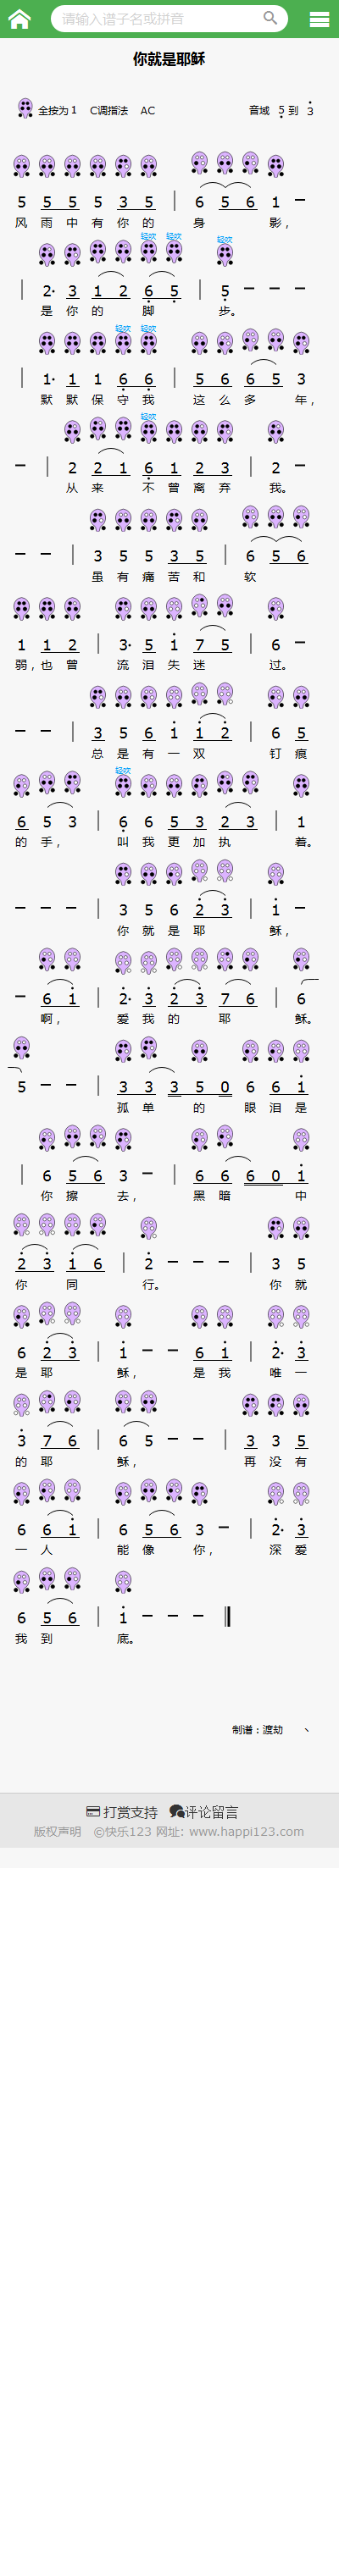 请输入谱子名或拼音
你就是耶稣
全按为1 C调指法 AC 音域 5 到 3
5 5 5 5 3 5 | 6 5 6 1 –
风 雨 中 有 你 的 身 影，
轻吹 轻吹 轻吹
| 2· 3 1 2 6 5 | 5 – – –
是 你 的 脚 步。
轻吹 轻吹
| 1· 1 1 6 6 | 5 6 6 5 3
默 默 保 守 我 这 么 多 年，
轻吹
– | 2 2 1 6 1 2 3 | 2 –
从 来 不 曾 离 弃 我。
– – | 3 5 5 3 5 | 6 5 6
虽 有 痛 苦 和 软
1 1 2 | 3· 5 1 7 5 | 6 –
弱，也 曾 流 泪 失 迷 过。
– – | 3 5 6 1 1 2 | 6 5
总 是 有 一 双 钉 痕
轻吹
6 5 3 | 6 6 5 3 2 3 | 1
的 手， 叫 我 更 加 执 着。
– – – | 3 5 6 2 3 | 1 –
你 就 是 耶 稣，
– 6 1 | 2· 3 2 3 7 6 | 6
啊， 爱 我 的 耶 稣。
5 – – | 3 3 3 5 0 6 6 1
孤 单 的 眼 泪 是
| 6 5 6 3 – | 6 6 6 0 1
你 擦 去， 黑 暗 中
2 3 1 6 | 2 – – – | 3 5
你 同 行。 你 就
6 2 3 | 1 – – 6 1 | 2· 3
是 耶 稣， 是 我 唯 一
3 7 6 | 6 5 – – | 3 3 5
的 耶 稣， 再 没 有
6 6 1 | 6 5 6 3 – | 2· 3
一 人 能 像 你， 深 爱
6 5 6 | 1 – – –
我 到 底。
制谱：渡劫 、
打赏支持 评论留言
版权声明 ©快乐123 网址: www.happi123.com